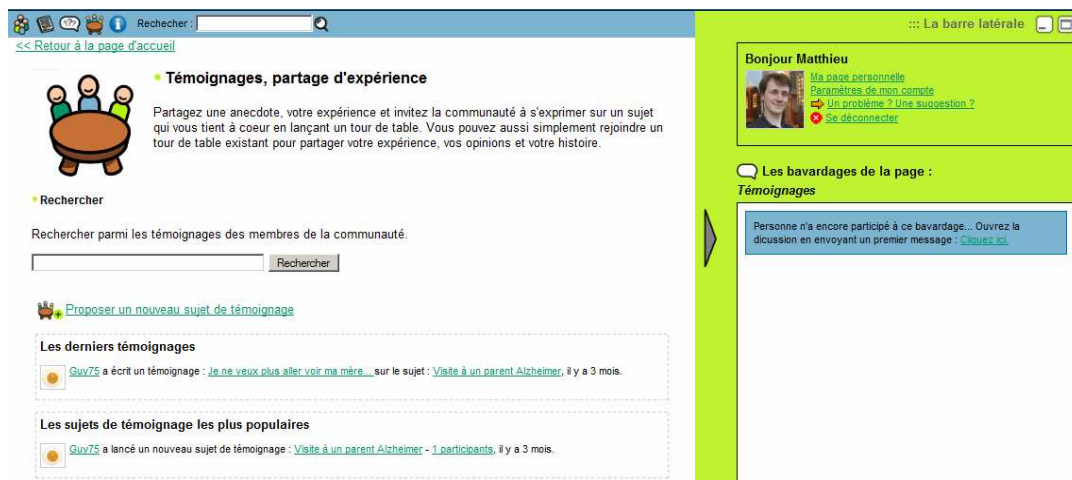 Rechecher :
::: La barre latérale
<< Retour à la page d'accueil
Témoignages, partage d'expérience
Partagez une anecdote, votre expérience et invitez la communauté à s'exprimer sur un sujet
qui vous tient à coeur en lançant un tour de table. Vous pouvez aussi simplement rejoindre un
tour de table existant pour partager votre expérience, vos opinions et votre histoire.
Rechercher
Rechercher parmi les témoignages des membres de la communauté.
Rechercher
Proposer un nouveau sujet de témoignage
Les derniers témoignages
Guy75 a écrit un témoignage : Je ne veux plus aller voir ma mère... sur le sujet : Visite à un parent Alzheimer, il y a 3 mois.
Les sujets de témoignage les plus populaires
Guy75 a lancé un nouveau sujet de témoignage : Visite à un parent Alzheimer - 1 participants, il y a 3 mois.
Bonjour Matthieu
Ma page personnelle
Paramètres de mon compte
Un problème ? Une suggestion ?
Se déconnecter
Les bavardages de la page :
Témoignages
Personne n'a encore participé à ce bavardage... Ouvrez la
dicussion en envoyant un premier message : Cliquez ici.